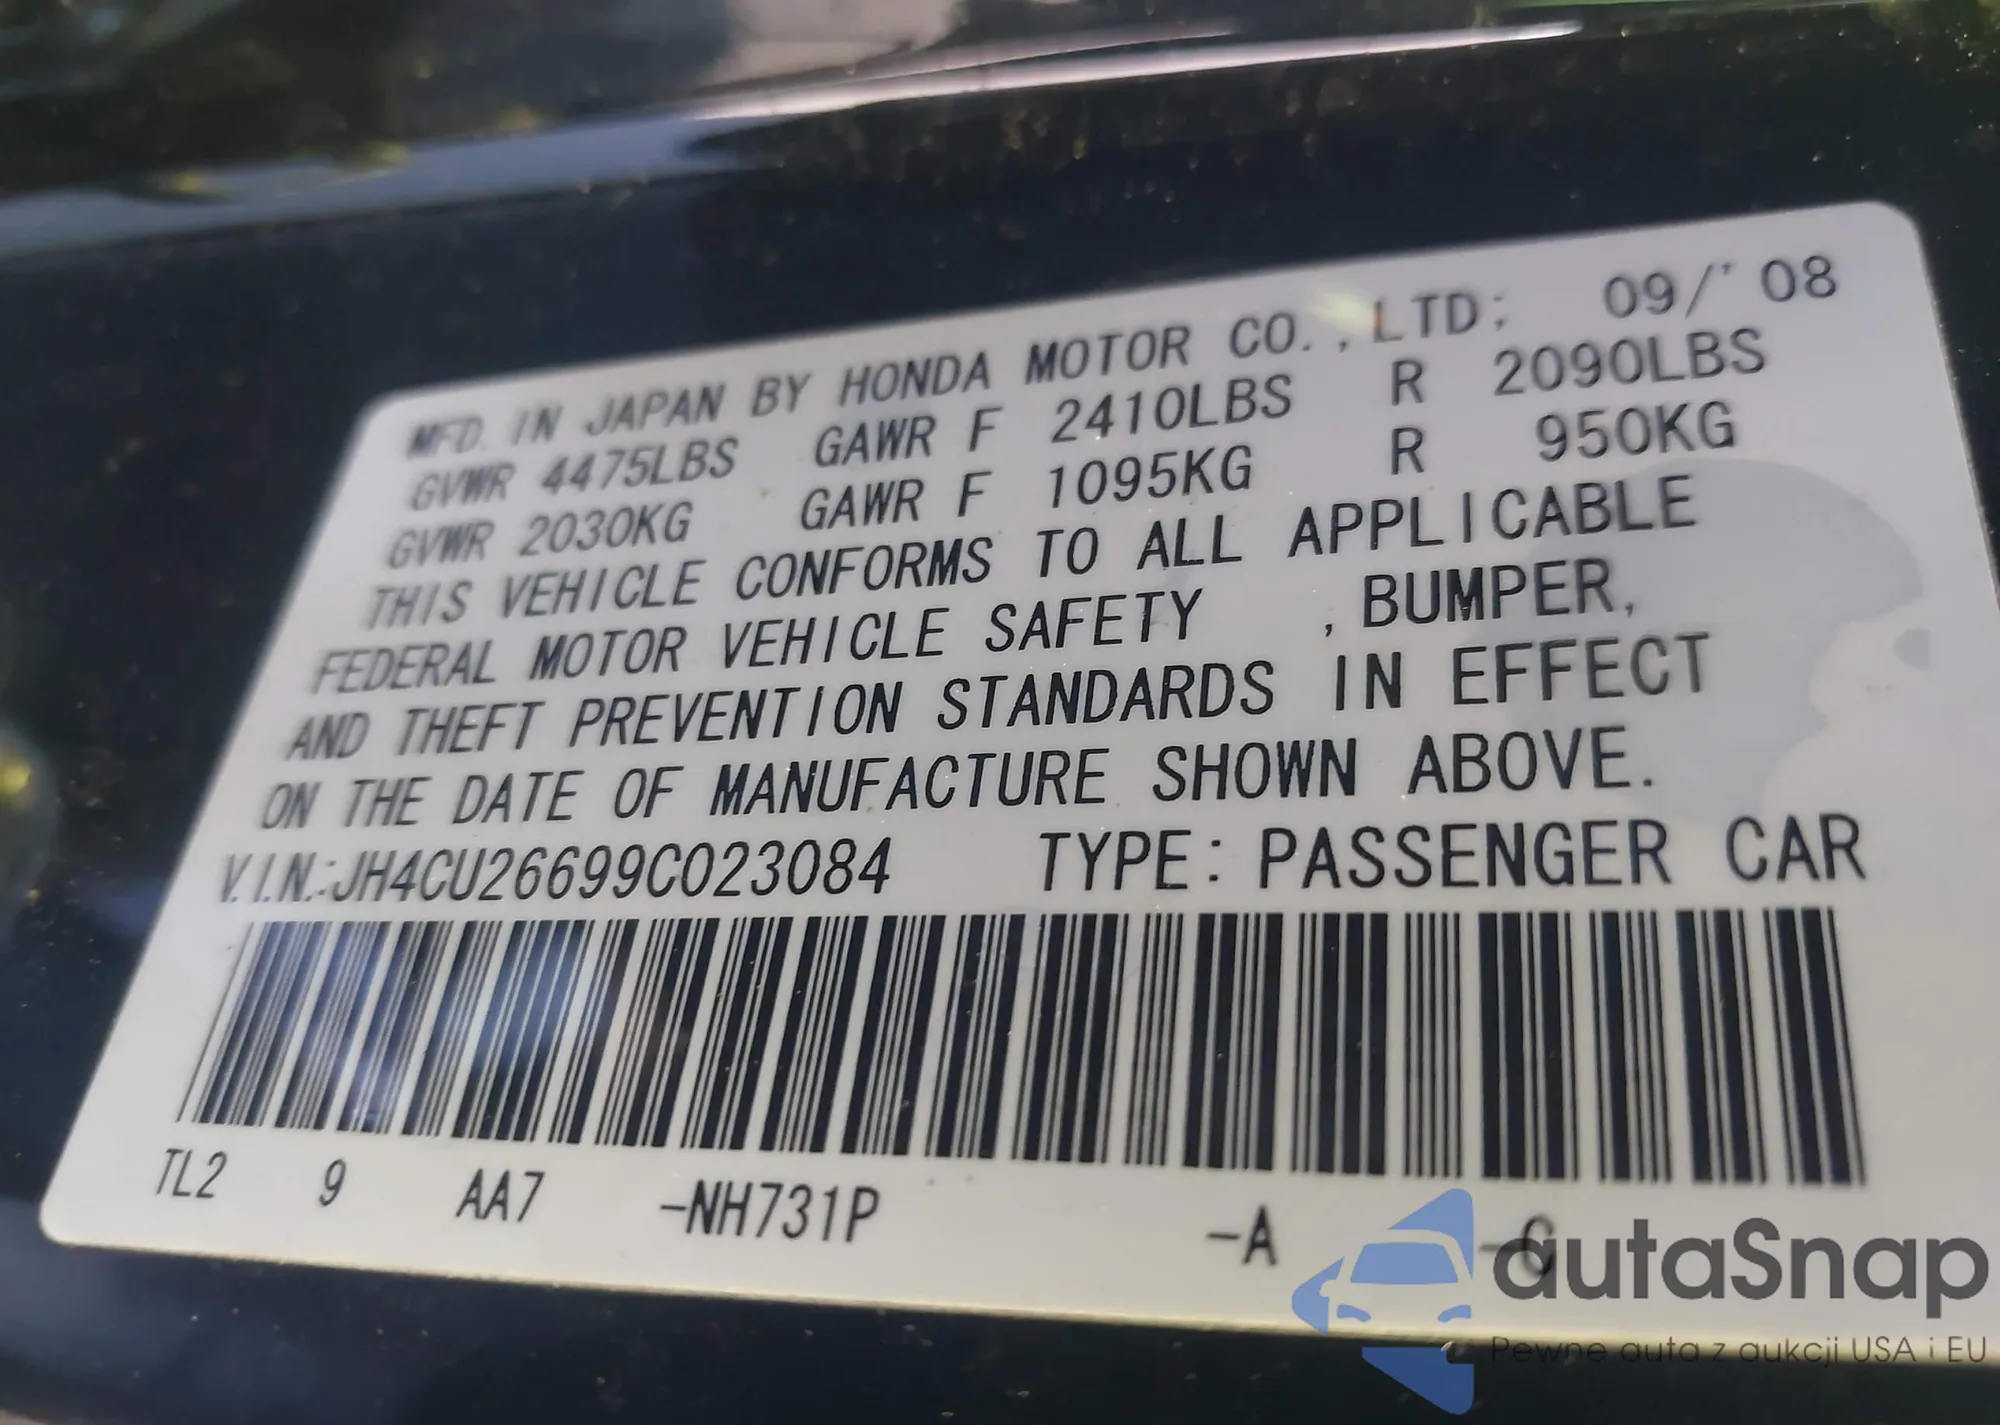 MFD. IN JAPAN BY HONDA MOTOR CO.,LTD; 09/'08
GVWR 4475LBS GAWR F 2410LBS R 2090LBS
GVWR 2030KG GAWR F 1095KG R 950KG
THIS VEHICLE CONFORMS TO ALL APPLICABLE
FEDERAL MOTOR VEHICLE SAFETY , BUMPER,
AND THEFT PREVENTION STANDARDS IN EFFECT
ON THE DATE OF MANUFACTURE SHOWN ABOVE.
V.I.N.:JH4CU26699C023084 TYPE: PASSENGER CAR
TL2 9 AA7 -NH731P -A -C
autaSnap
Pewne auta z aukcji USA i EU